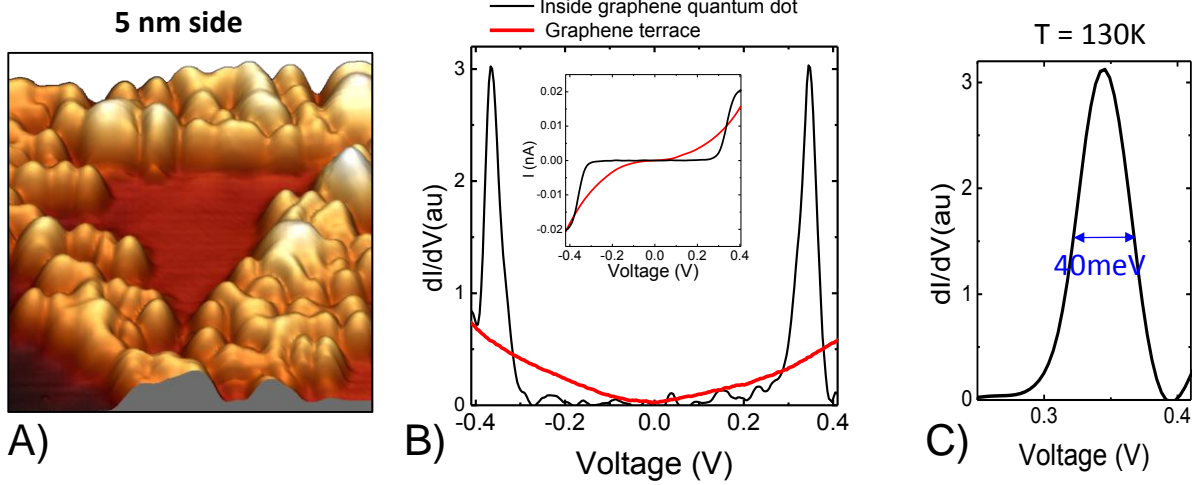 5 nm side
A)
Inside graphene quantum dot
Graphene terrace
dI/dV(au)
3
2
1
0
-0.4
-0.2
0.0
0.2
0.4
Voltage (V)
I (nA)
0.02
0.01
0.00
-0.01
-0.02
-0.4
-0.2
0.0
0.2
0.4
Voltage (V)
B)
T = 130K
dI/dV(au)
3
2
1
0
40meV
0.3
0.4
Voltage (V)
C)